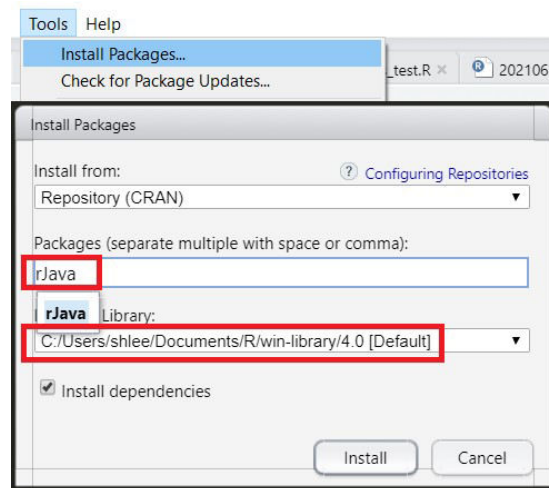 Tools Help
Install Packages...
Check for Package Updates...
_test.R ×
202106
Install Packages
Install from:
? Configuring Repositories
Repository (CRAN)
Packages (separate multiple with space or comma):
rJava
rJava
Library:
C:/Users/shlee/Documents/R/win-library/4.0 [Default]
Install dependencies
Install Cancel